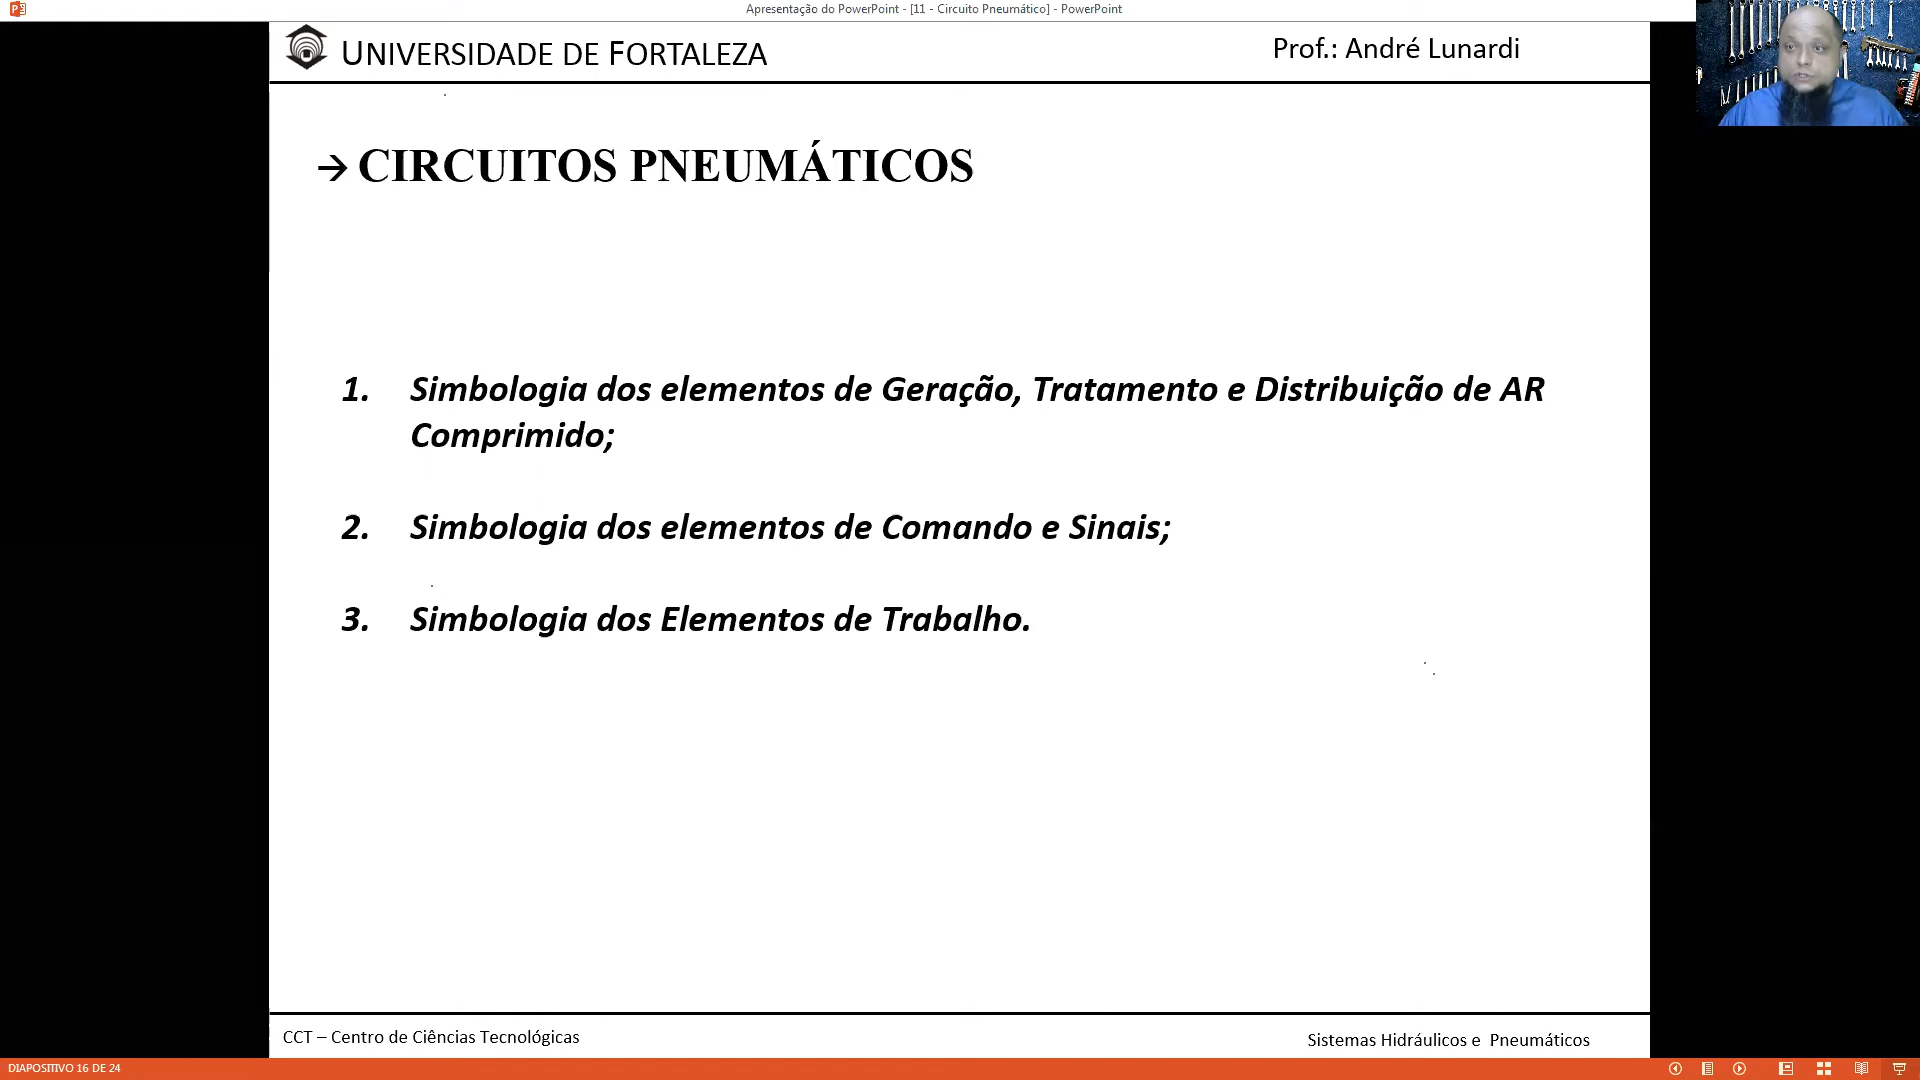 Apresentação do PowerPoint - [11 - Circuito Pneumático] - PowerPoint
UNIVERSIDADE DE FORTALEZA
Prof.: André Lunardi
→ CIRCUITOS PNEUMÁTICOS
1. Simbologia dos elementos de Geração, Tratamento e Distribuição de AR
Comprimido;
2. Simbologia dos elementos de Comando e Sinais;
3. Simbologia dos Elementos de Trabalho.
CCT – Centro de Ciências Tecnológicas
Sistemas Hidráulicos e Pneumáticos
DIAPOSITIVO 16 DE 24